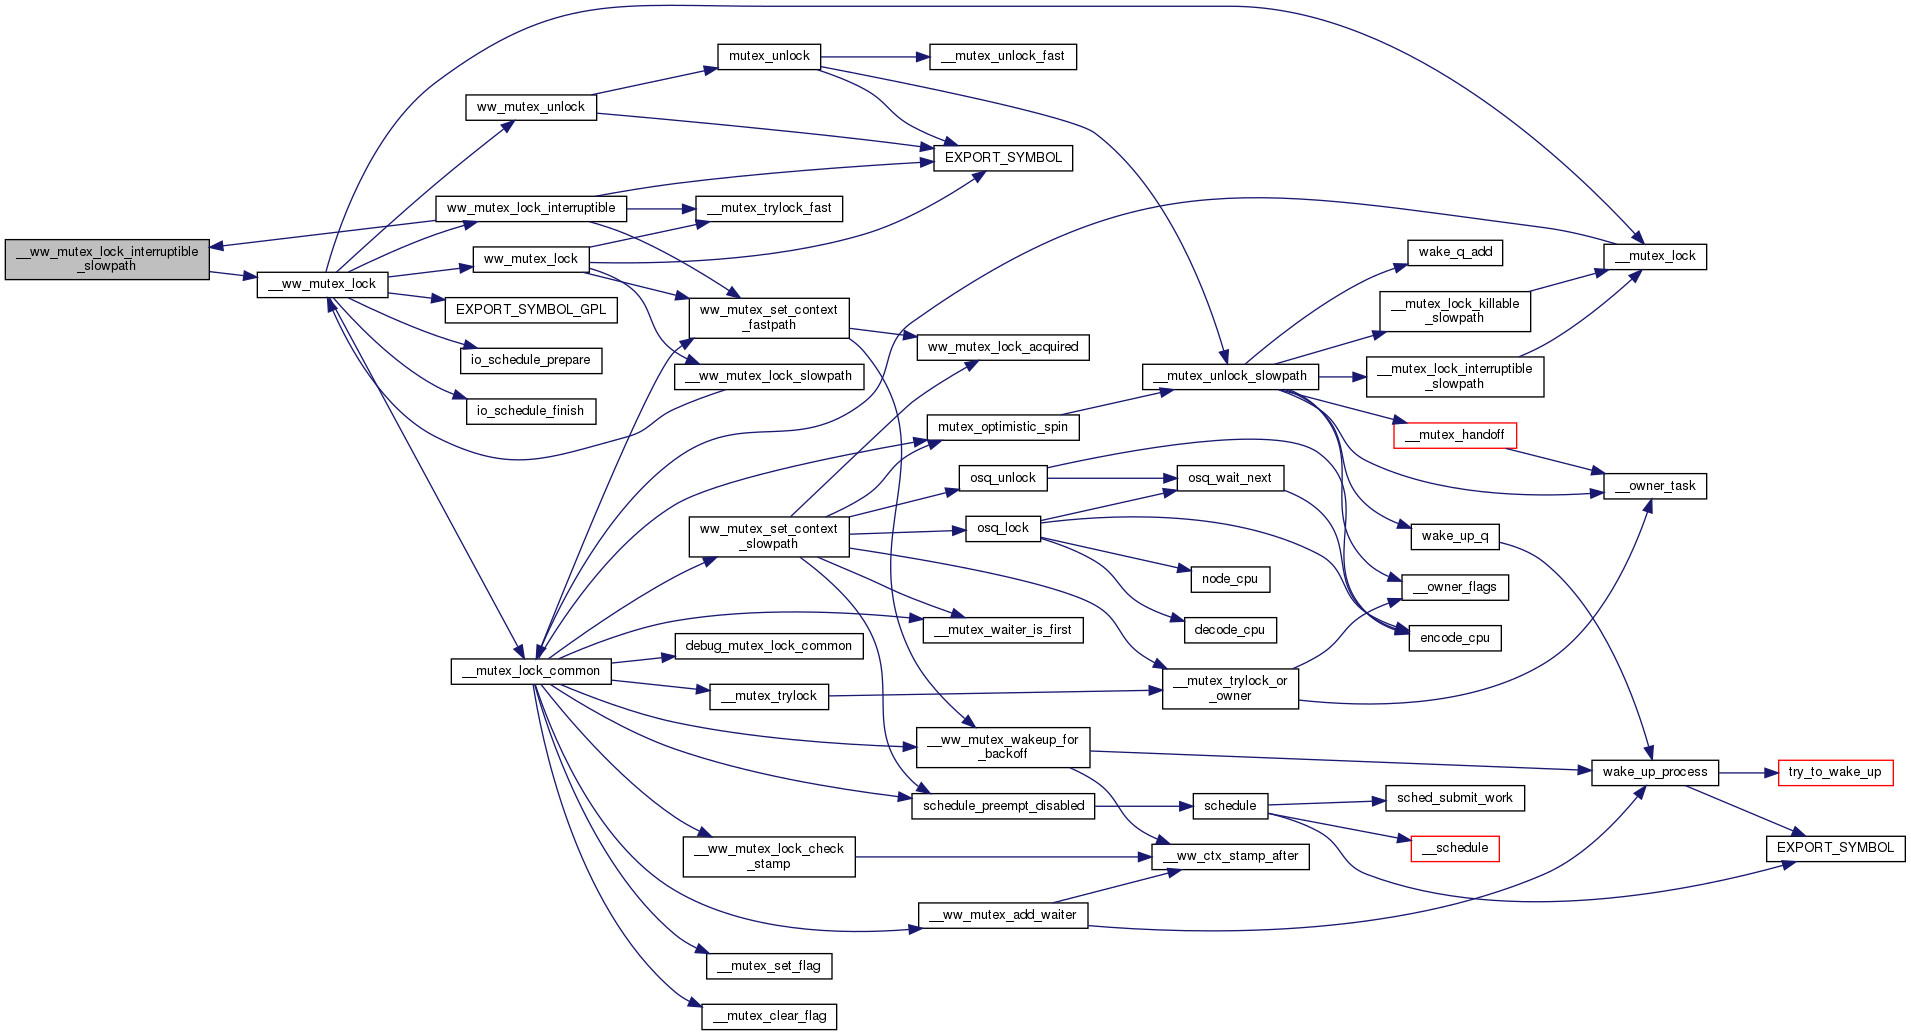 __ww_mutex_lock_interruptible
_slowpath
__ww_mutex_lock
ww_mutex_unlock
ww_mutex_lock_interruptible
ww_mutex_lock
EXPORT_SYMBOL_GPL
io_schedule_prepare
io_schedule_finish
__mutex_lock_common
mutex_unlock
__mutex_trylock_fast
ww_mutex_set_context
_fastpath
__ww_mutex_lock_slowpath
ww_mutex_set_context
_slowpath
debug_mutex_lock_common
__mutex_trylock
__ww_mutex_lock_check
_stamp
__mutex_set_flag
__mutex_clear_flag
__mutex_unlock_fast
EXPORT_SYMBOL
ww_mutex_lock_acquired
mutex_optimistic_spin
osq_unlock
osq_lock
__mutex_waiter_is_first
__ww_mutex_wakeup_for
_backoff
schedule_preempt_disabled
__ww_mutex_add_waiter
__mutex_unlock_slowpath
osq_wait_next
node_cpu
decode_cpu
__mutex_trylock_or
_owner
schedule
__ww_ctx_stamp_after
wake_q_add
__mutex_lock_killable
_slowpath
__mutex_lock_interruptible
_slowpath
__mutex_handoff
wake_up_q
__owner_flags
encode_cpu
sched_submit_work
__schedule
__mutex_lock
__owner_task
wake_up_process
try_to_wake_up
EXPORT_SYMBOL